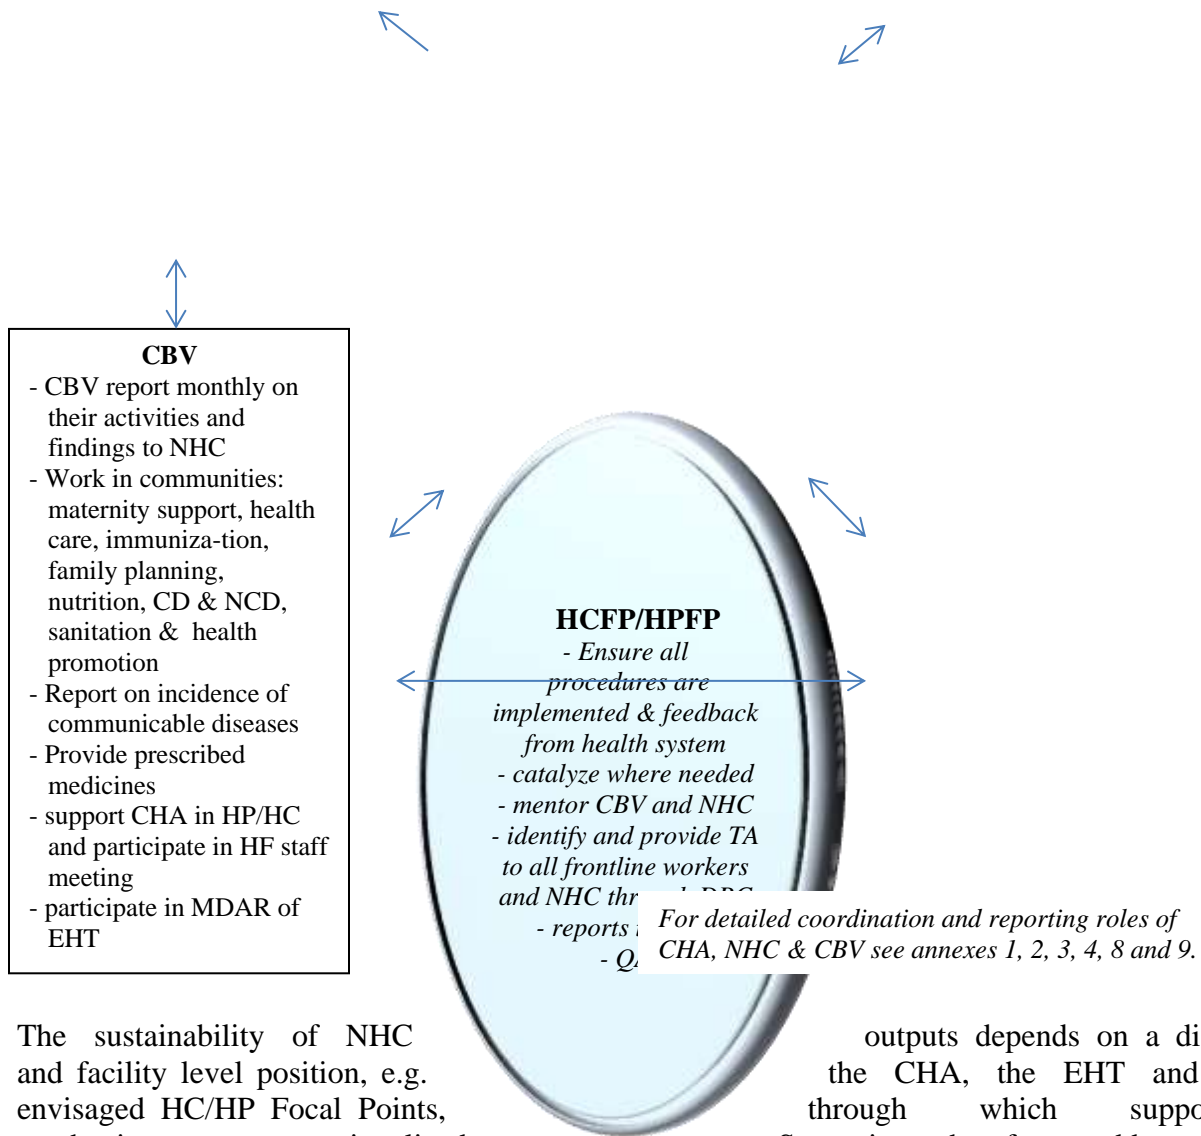 CBV
- CBV report monthly on
their activities and
findings to NHC
- Work in communities:
maternity support, health
care, immuniza-tion,
family planning,
nutrition, CD & NCD,
sanitation & health
promotion
- Report on incidence of
communicable diseases
- Provide prescribed
medicines
- support CHA in HP/HC
and participate in HF staff
meeting
- participate in MDAR of
EHT
HCFP/HPFP
- Ensure all
procedures are
implemented & feedback
from health system
- catalyze where needed
- mentor CBV and NHC
- identify and provide TA
to all frontline workers
and NHC
- reports
For detailed coordination and reporting roles of
CHA, NHC & CBV see annexes 1, 2, 3, 4, 8 and 9.
The sustainability of NHC outputs depends on a di
and facility level position, e.g. the CHA, the EHT and
envisaged HC/HP Focal Points, through which suppo